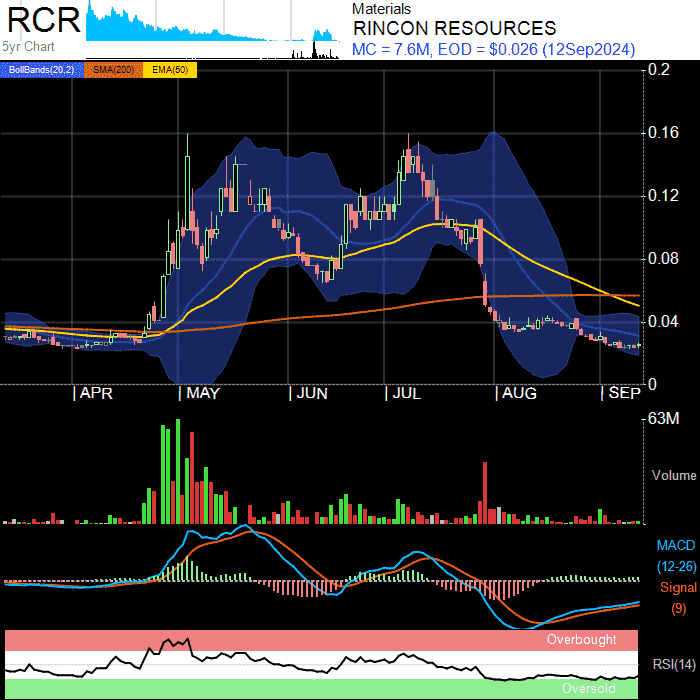 RCR
5yr Chart
Materials
RINCON RESOURCES
MC = 7.6M, EOD = $0.026 (12Sep2024)
BollBands(20,2) SMA(200) EMA(50)
0.2
0.16
0.12
0.08
0.04
0
APR MAY JUN JUL AUG SEP
63M
Volume
MACD
(12-26)
Signal
(9)
Overbought
RSI(14)
Oversold